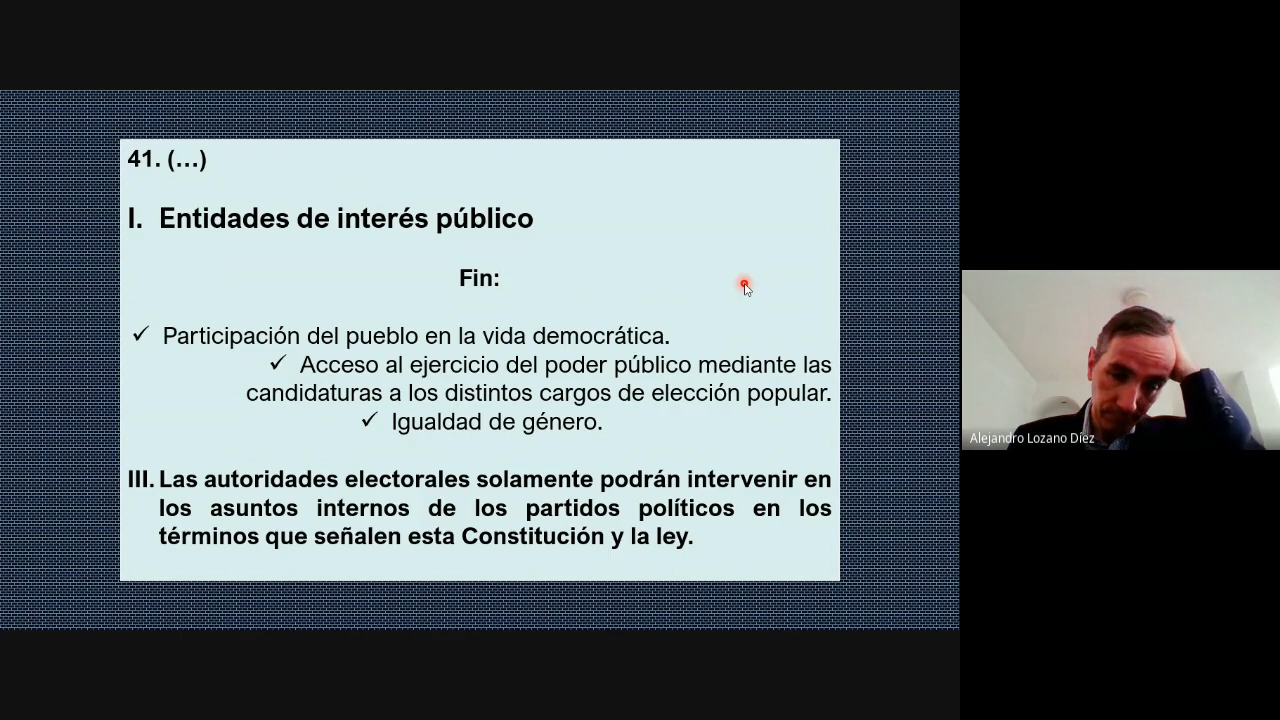 41. (...)
I. Entidades de interés público
Fin:
✓ Participación del pueblo en la vida democrática.
✓ Acceso al ejercicio del poder público mediante las
candidaturas a los distintos cargos de elección popular.
✓ Igualdad de género.
III. Las autoridades electorales solamente podrán intervenir en
los asuntos internos de los partidos políticos en los
términos que señalen esta Constitución y la ley.
Alejandro Lozano Díez